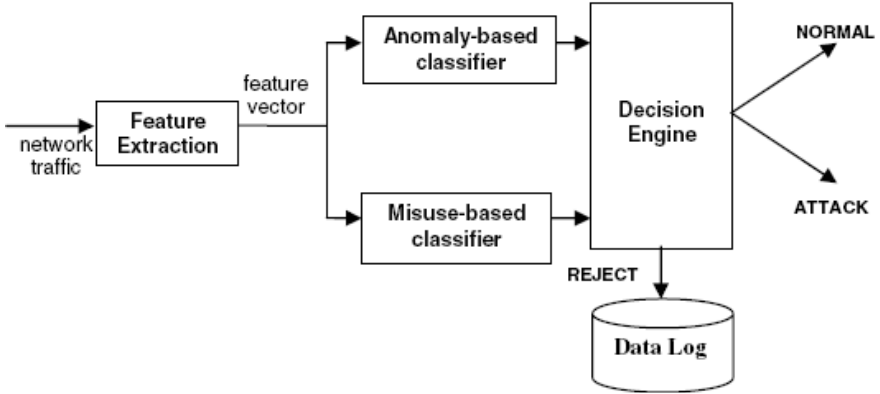 network
traffic
Feature
Extraction
feature
vector
Anomaly-based
classifier
Misuse-based
classifier
Decision
Engine
NORMAL
ATTACK
REJECT
Data Log